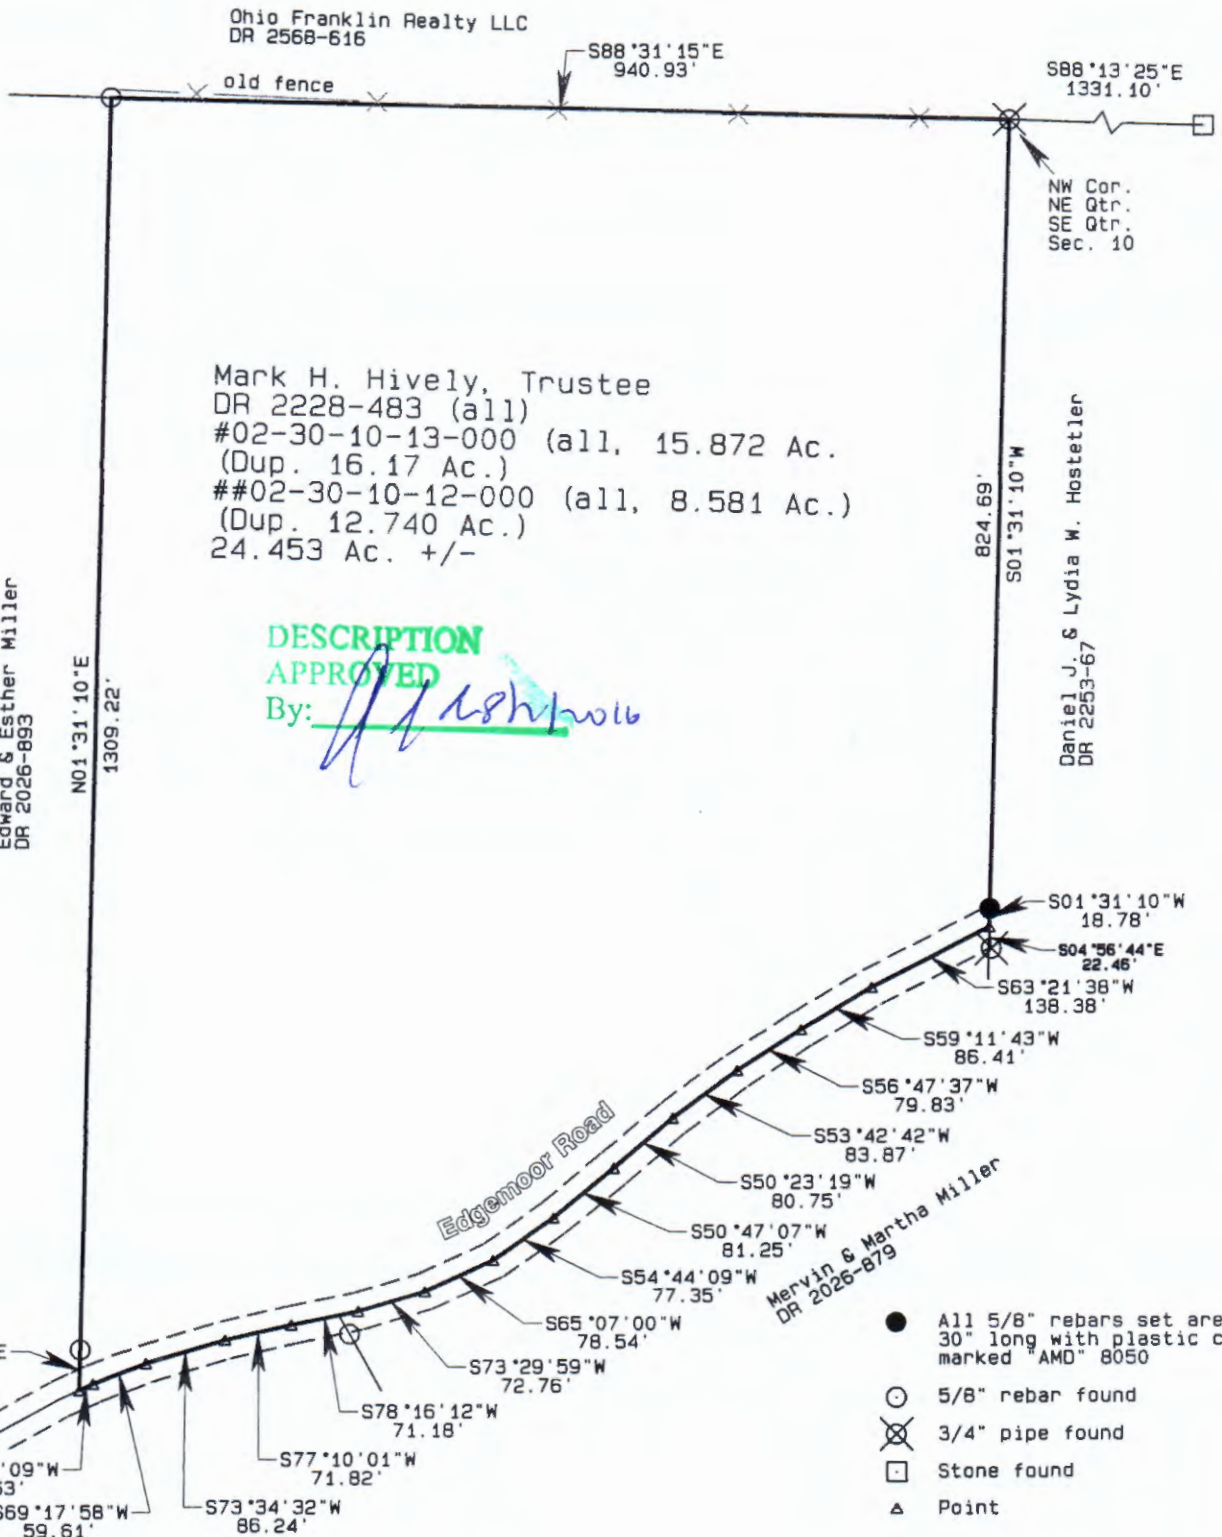 Ohio Franklin Realty LLC
DR 2568-616
S88°31'15"E
940.93'
S88°13'25"E
1331.10'
old fence
NW Cor.
NE Qtr.
SE Qtr.
Sec. 10
Mark H. Hively, Trustee
DR 2228-483 (all)
#02-30-10-13-000 (all, 15.872 Ac.
(Dup. 16.17 Ac.)
##02-30-10-12-000 (all, 8.581 Ac.)
(Dup. 12.740 Ac.)
24.453 Ac. +/-
824.69'
S01°31'10"W
Daniel J. & Lydia W. Hostetler
DR 2253-67
Edward & Esther Miller
DR 2026-893
N01°31'10"E
1309.22'
DESCRIPTION
APPROVED
By:
S01°31'10"W
18.78'
S04°56'44"E
22.46'
S63°21'38"W
138.38'
S59°11'43"W
86.41'
S56°47'37"W
79.83'
S53°42'42"W
83.87'
S50°23'19"W
80.75'
S50°47'07"W
81.25'
S54°44'09"W
77.35'
S65°07'00"W
78.54'
S73°29'59"W
72.76'
S78°16'12"W
71.18'
S77°10'01"W
71.82'
S73°34'32"W
86.24'
S69°17'58"W
59.61'
'09"W
63'
E
Edgemoor Road
Mervin & Martha Miller
DR 2026-879
All 5/8" rebars set are
30" long with plastic c
marked "AMD" 8050
5/8" rebar found
3/4" pipe found
Stone found
Point